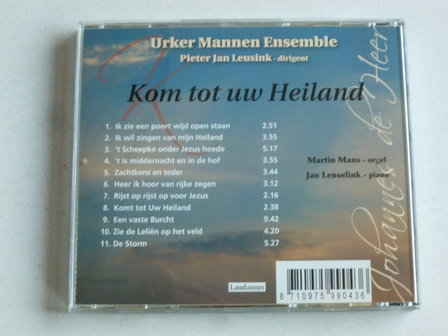 Urker Mannen Ensemble
Pieter Jan Leusink - dirigent
Kom tot uw Heiland
1. Ik zie een poort wijd open staan 2.51
2. Ik wil zingen van mijn Heiland 3.55
3. 't Scheepke onder Jezus hoede 5.17
4. 't Is middernacht en in de hof 3.55
5. Zachtkens en teder 3.44
6. Heer ik hoor van rijke zegen 3.12
7. Rijst op rijst op voor Jezus 2.16
8. Komt tot Uw Heiland 2.38
9. Een vaste Burcht 9.42
10. Zie de Leliën op het veld 4.20
11. De Storm 5.27
Martin Mans - orgel
Jan Lenselink - piano
Johannes de Heer
Laudamus
8 710975 990436